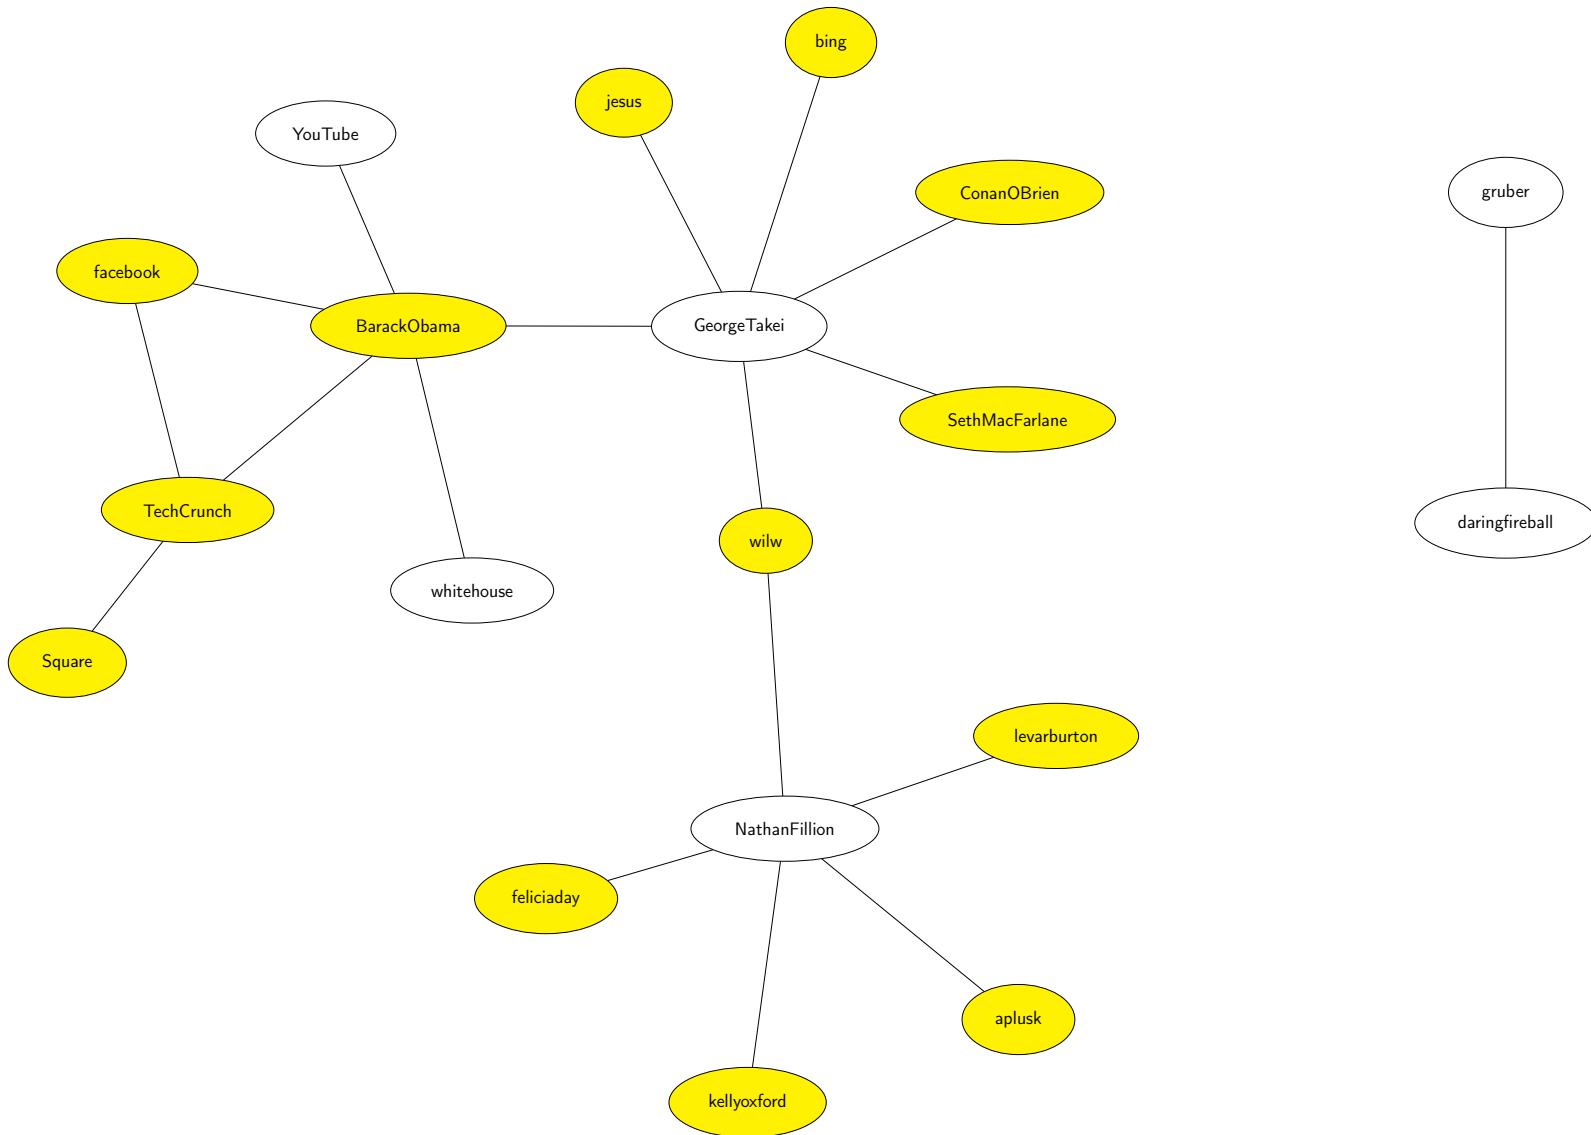 bing
jesus
YouTube
ConanOBrien
gruber
facebook
BarackObama
GeorgeTakei
SethMacFarlane
TechCrunch
daringfireball
wilw
whitehouse
Square
levarburton
NathanFillion
feliciaday
aplusk
kellyoxford